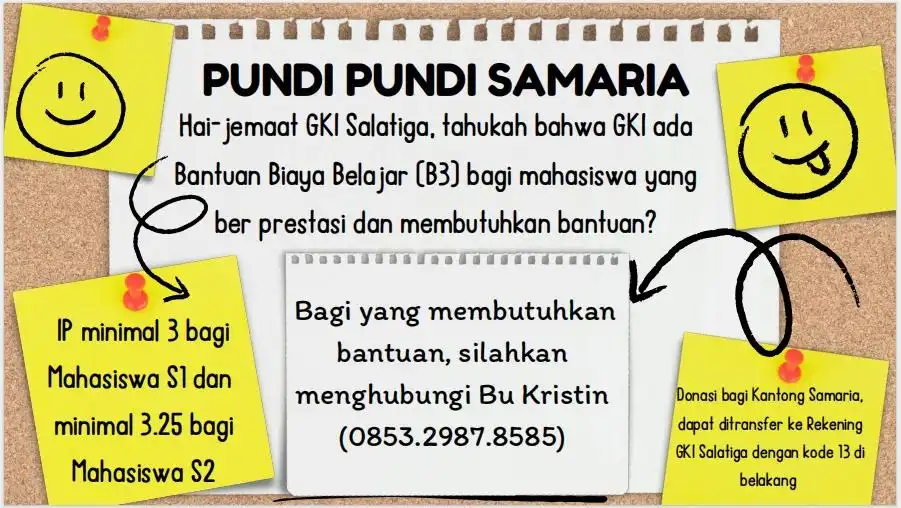 PUNDI PUNDI SAMARIA
Hai-jemaat GKI Salatiga, tahukah bahwa GKI ada
Bantuan Biaya Belajar (B3) bagi mahasiswa yang
ber prestasi dan membutuhkan bantuan?
IP minimal 3 bagi
Mahasiswa S1 dan
minimal 3.25 bagi
Mahasiswa S2
Bagi yang membutuhkan
bantuan, silahkan
menghubungi Bu Kristin
(0853.2987.8585)
Donasi bagi Kantong Samaria,
dapat ditransfer ke Rekening
GKI Salatiga dengan kode 13 di
belakang